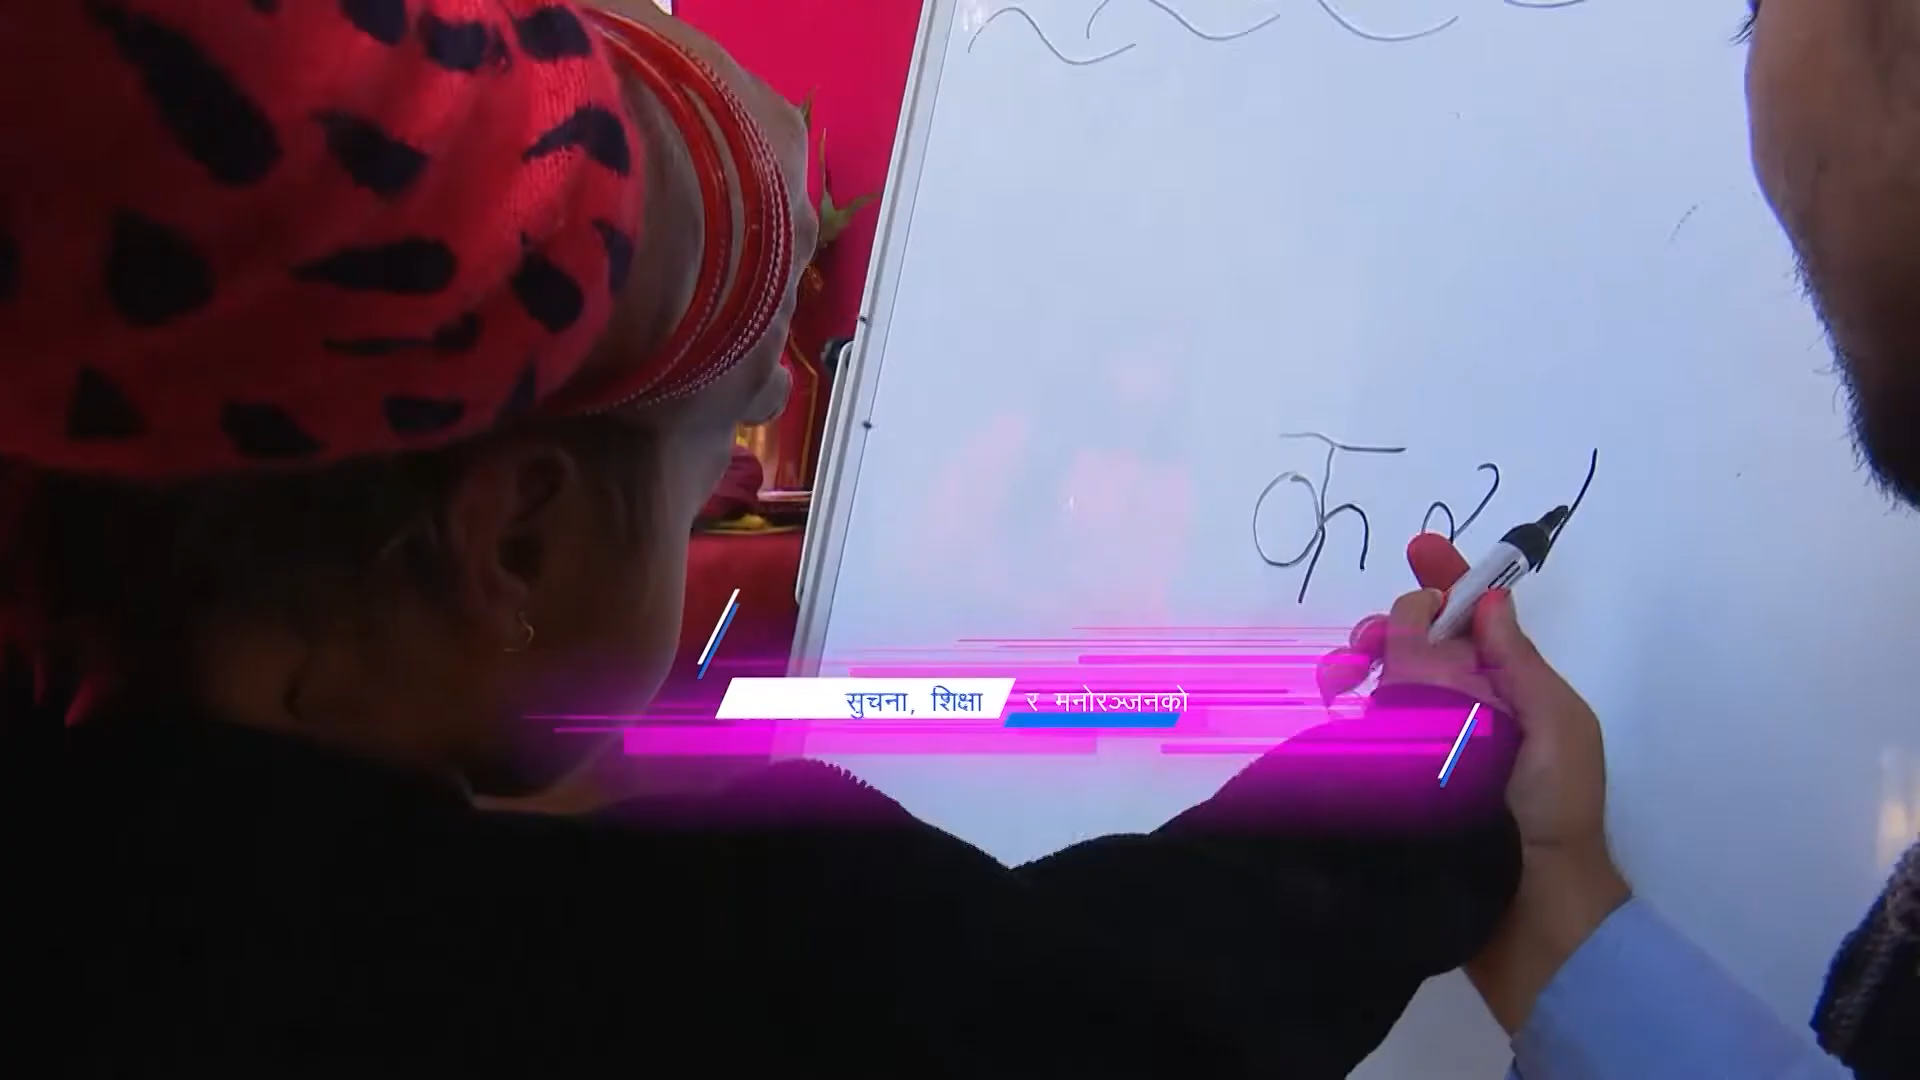 क
सुचना, शिक्षा र मनोरञ्जनको